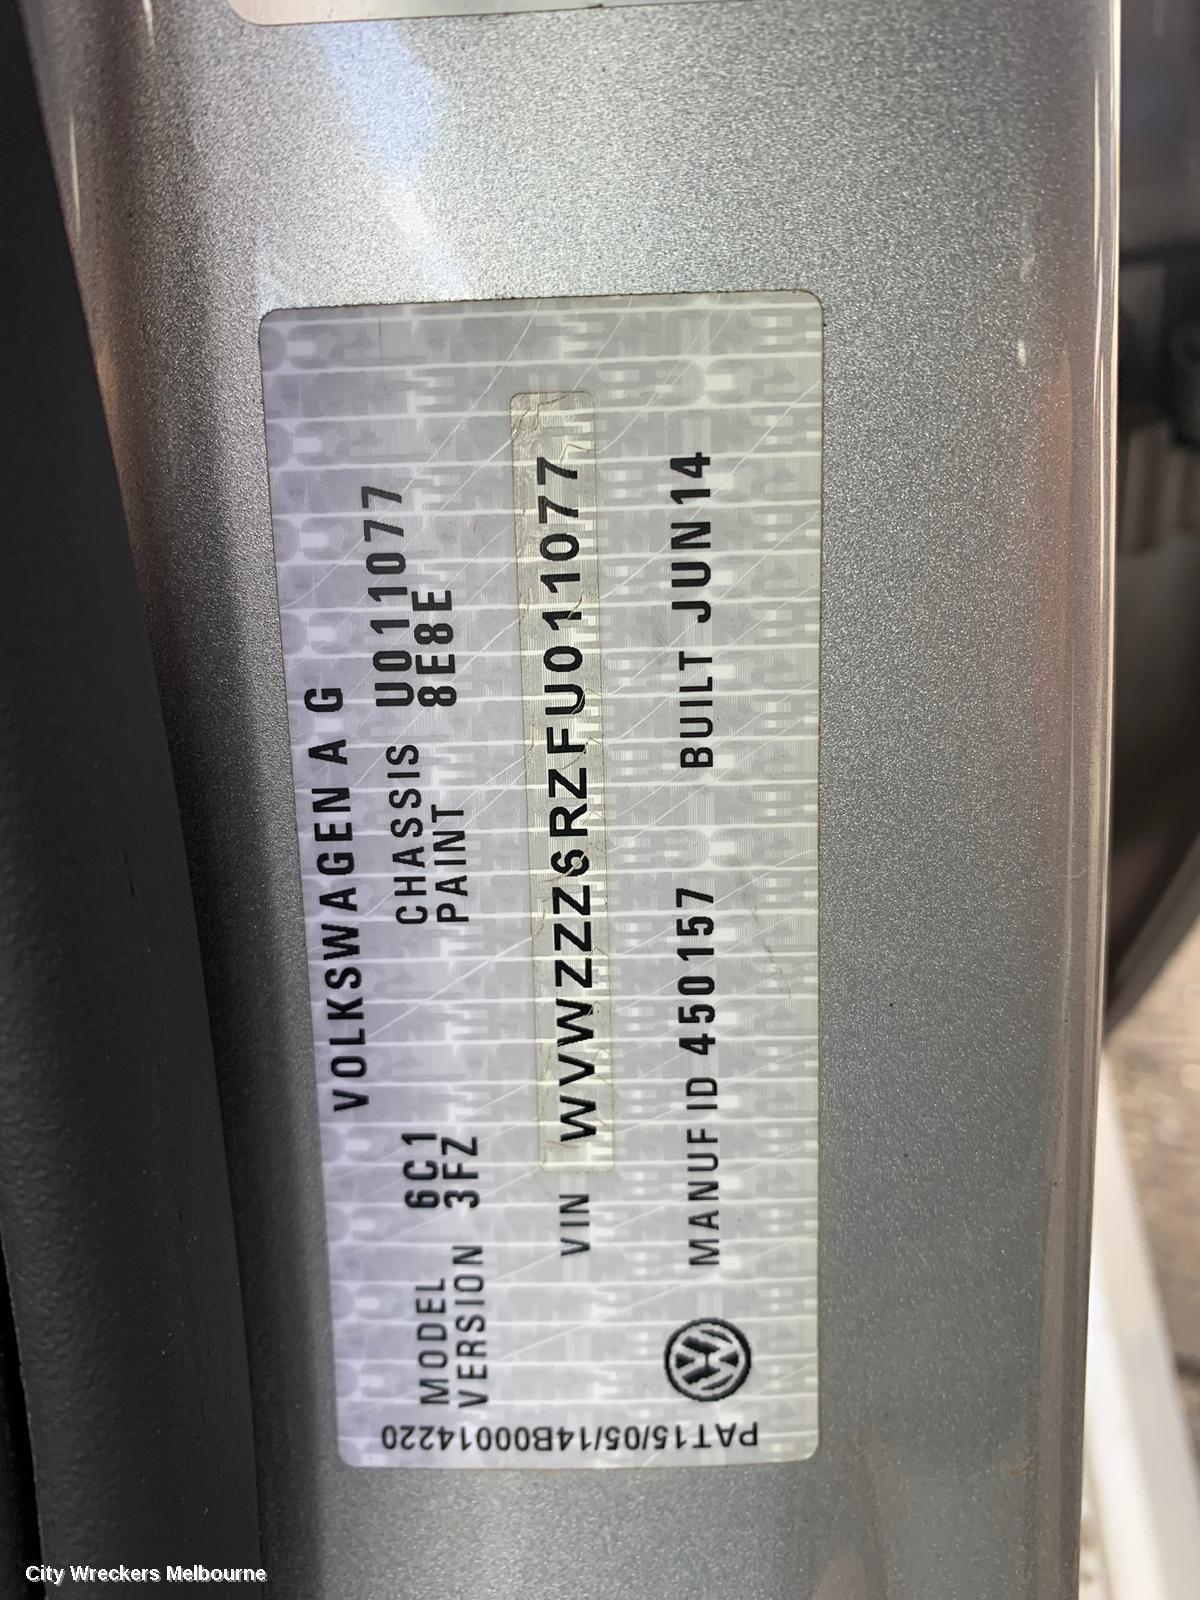 VOLKSWAGEN AG
MODEL 6C1 CHASSIS U011077
VERSION 3FZ PAINT 8E8E
VIN WVWZZZ6RZFU011077
MANUF ID 450157 BUILT JUN14
PAT15/05/14B00014220
City Wreckers Melbourne